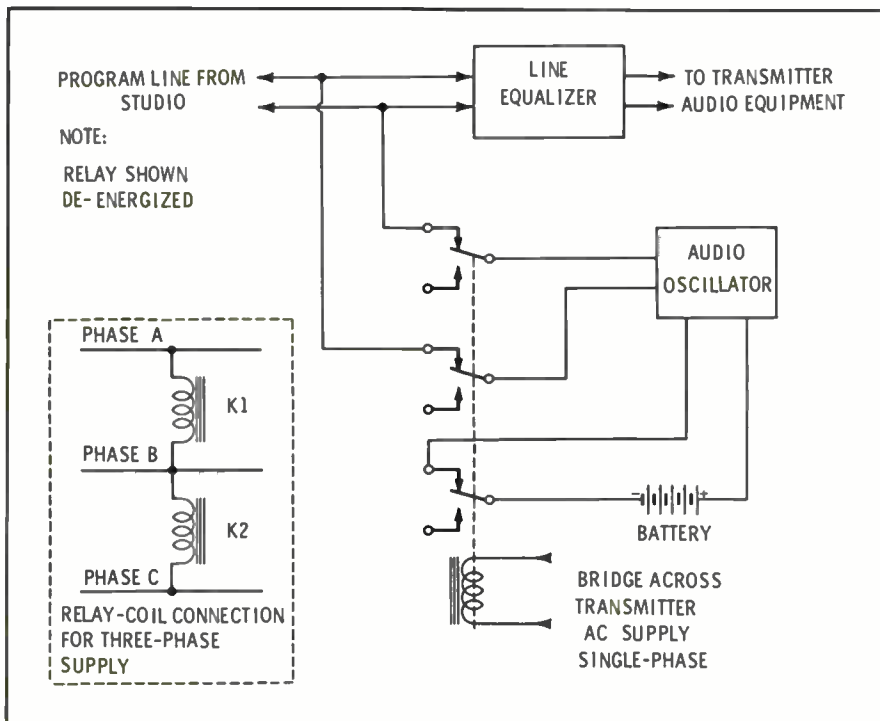 PROGRAM LINE FROM
STUDIO
LINE
EQUALIZER
TO TRANSMITTER
AUDIO EQUIPMENT
NOTE:
RELAY SHOWN
DE-ENERGIZED
AUDIO
OSCILLATOR
PHASE A
K1
PHASE B
K2
PHASE C
RELAY-COIL CONNECTION
FOR THREE-PHASE
SUPPLY
-
+
BATTERY
BRIDGE ACROSS
TRANSMITTER
AC SUPPLY
SINGLE-PHASE